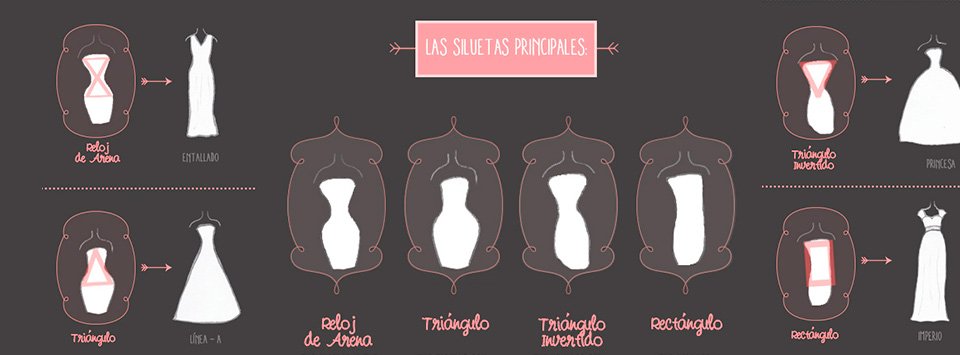 LAS SILUETAS PRINCIPALES:
Reloj
de Arena
ENTALLADO
Triángulo
LÍNEA - A
Reloj
de Arena
Triángulo
Triángulo
Invertido
Rectángulo
Triángulo
Invertido
PRINCESA
Rectángulo
IMPERIO